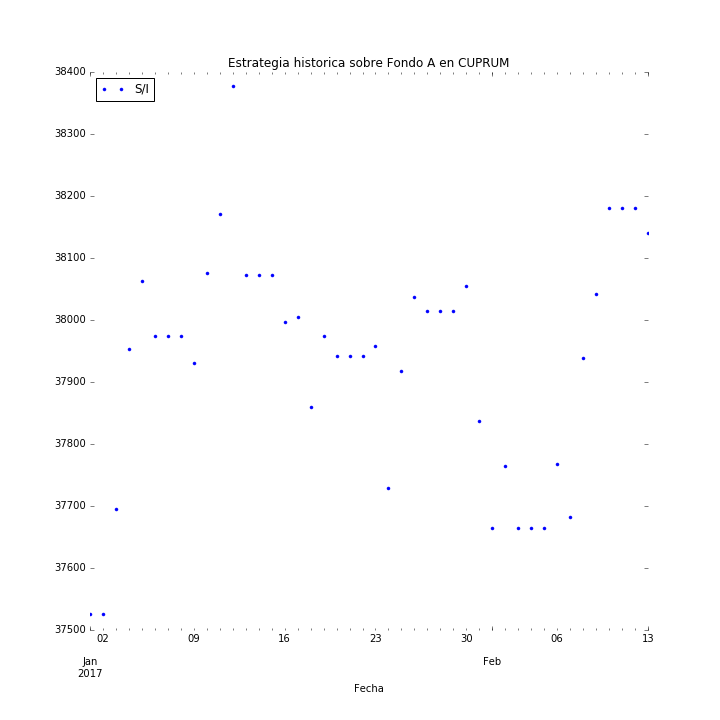 Estrategia historica sobre Fondo A en CUPRUM
S/I
38400
38300
38200
38100
38000
37900
37800
37700
37600
37500
02 09 16 23 30 06 13
Jan Feb
2017
Fecha